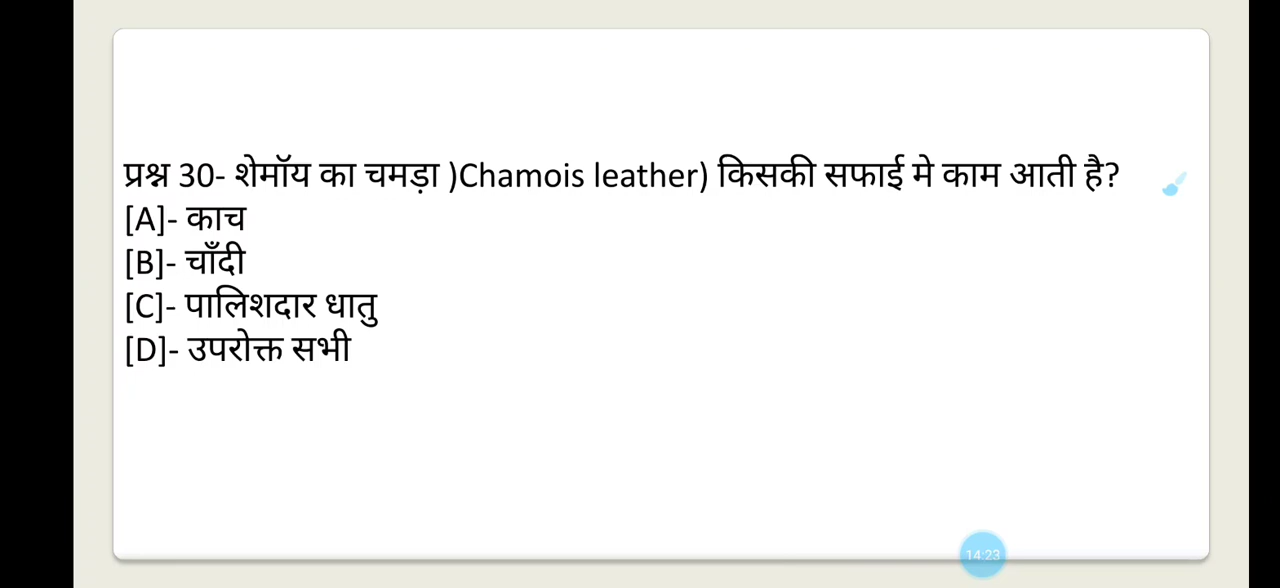 प्रश्न 30- शेमॉय का चमड़ा )Chamois leather) किसकी सफाई मे काम आती है?
[A]- काच
[B]- चाँदी
[C]- पालिशदार धातु
[D]- उपरोक्त सभी
14:23